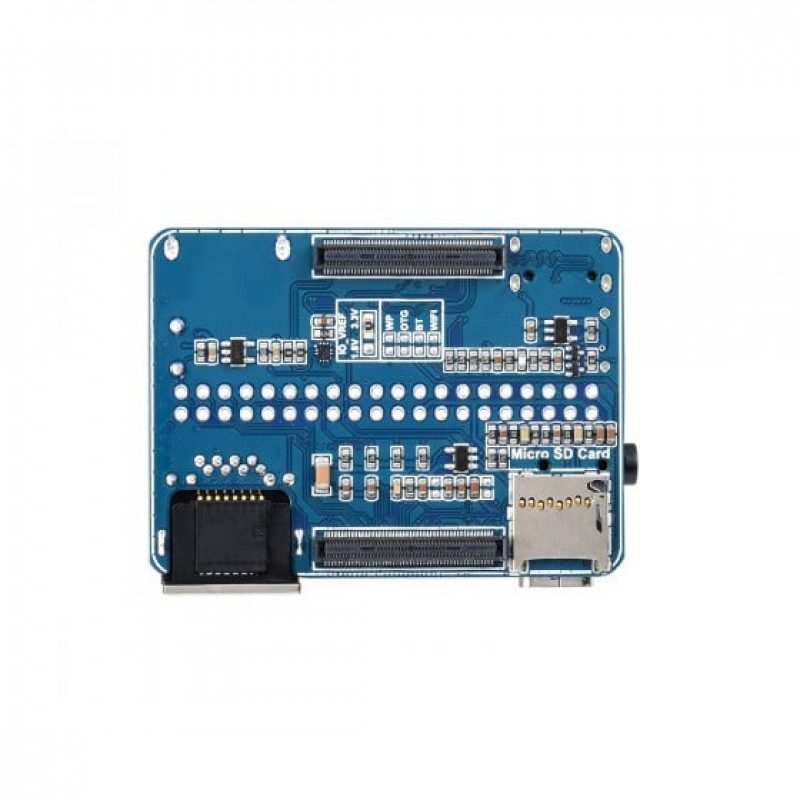 IO_VREF
1.8V 3.3V
WP
OTG
BT
WiFi
Micro SD Card